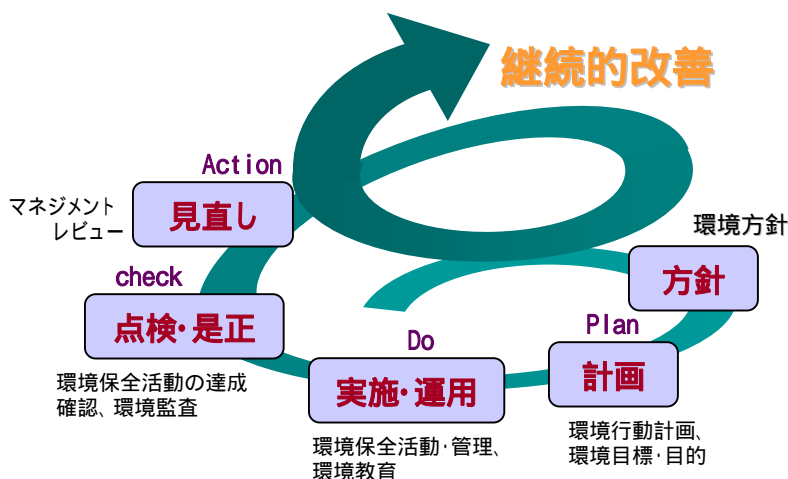 継続的改善
Action
見直し
マネジメント
レビュー
check
点検・是正
環境保全活動の達成
確認、環境監査
Do
実施・運用
環境保全活動・管理、
環境教育
Plan
計画
環境行動計画、
環境目標・目的
環境方針
方針